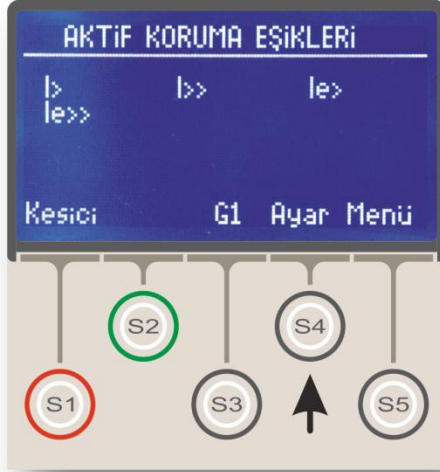 AKTİF KORUMA EŞİKLERİ
I> I>> Ie>
Ie>>
Kesici G1 Ayar Menü
S2 S4
S1 S3 S5